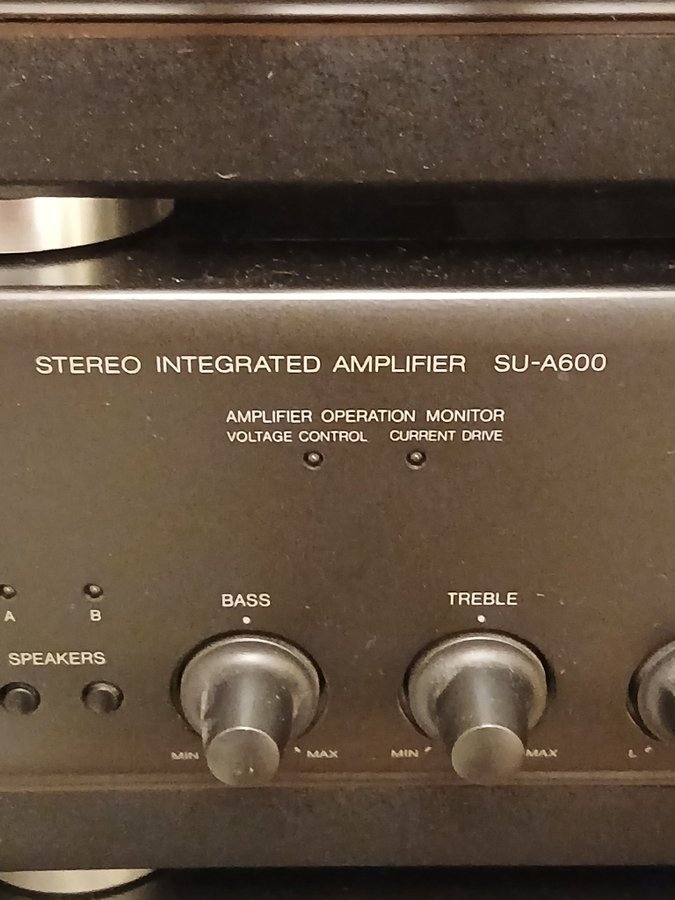 STEREO INTEGRATED AMPLIFIER SU-A600
AMPLIFIER OPERATION MONITOR
VOLTAGE CONTROL CURRENT DRIVE
A B
BASS TREBLE
SPEAKERS
MIN MAX MIN MAX L